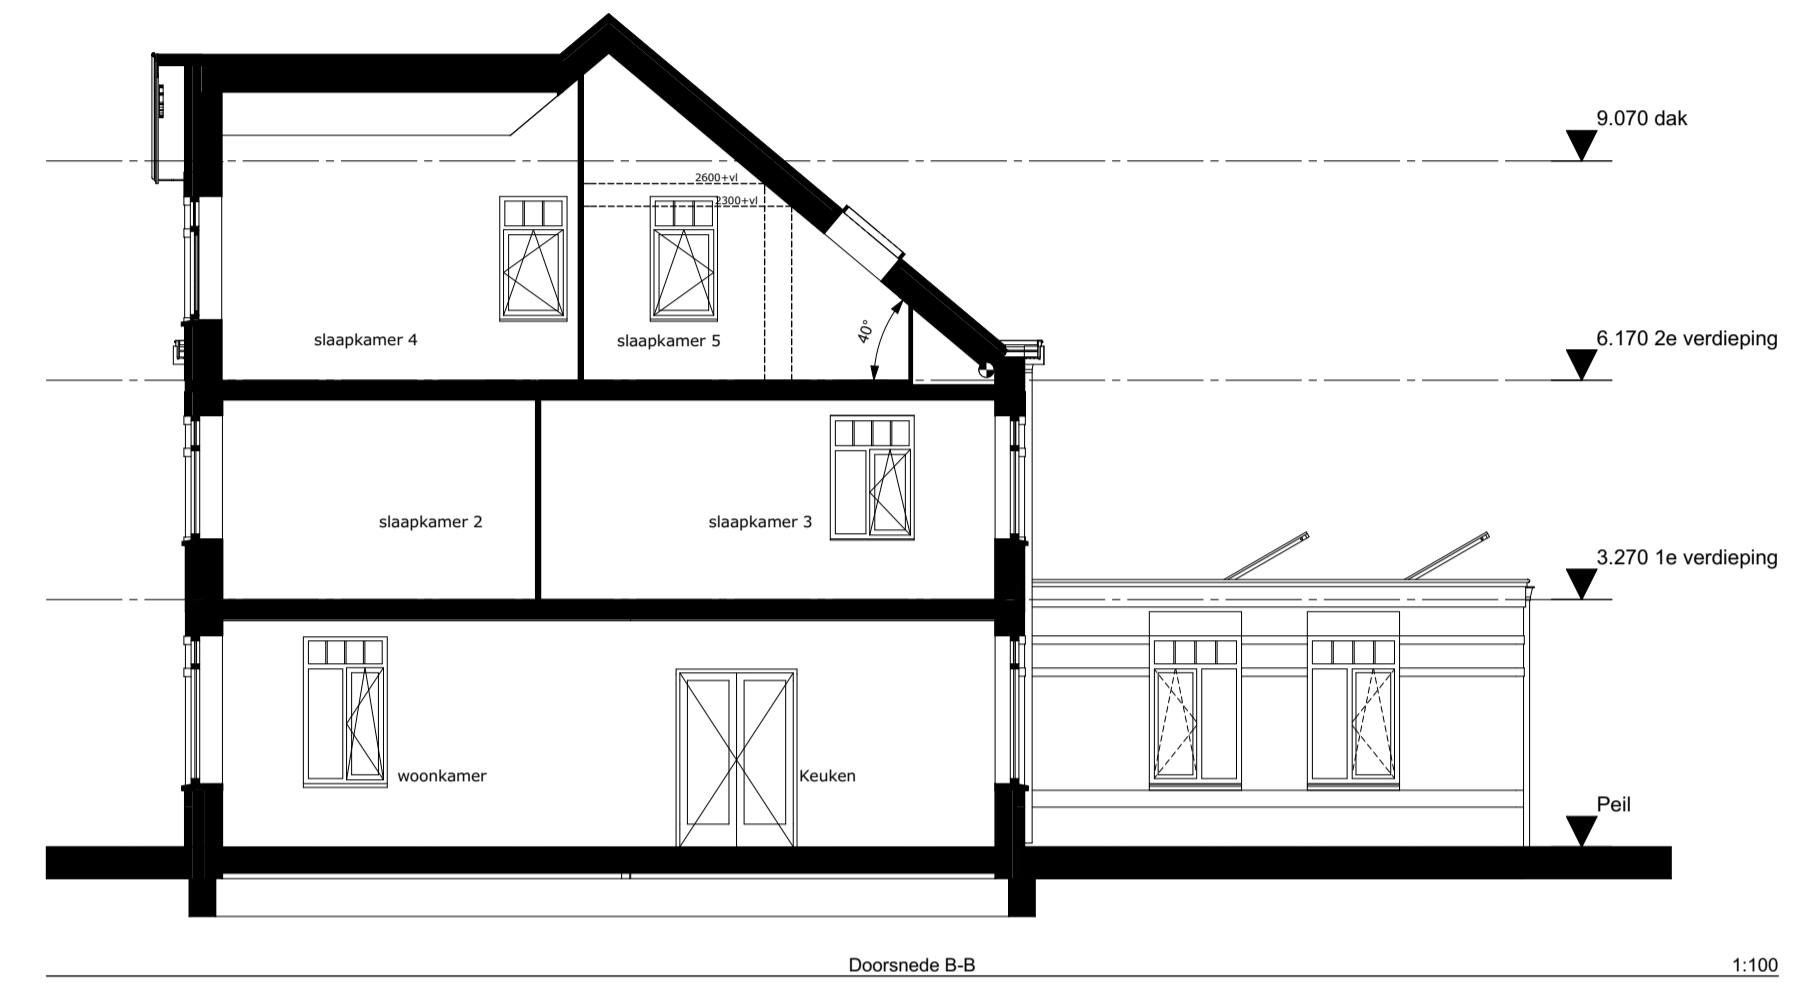 9.070 dak
2600+vl
2300+vl
40°
slaapkamer 4
slaapkamer 5
6.170 2e verdieping
slaapkamer 2
slaapkamer 3
3.270 1e verdieping
woonkamer
Keuken
Peil
Doorsnede B-B
1:100